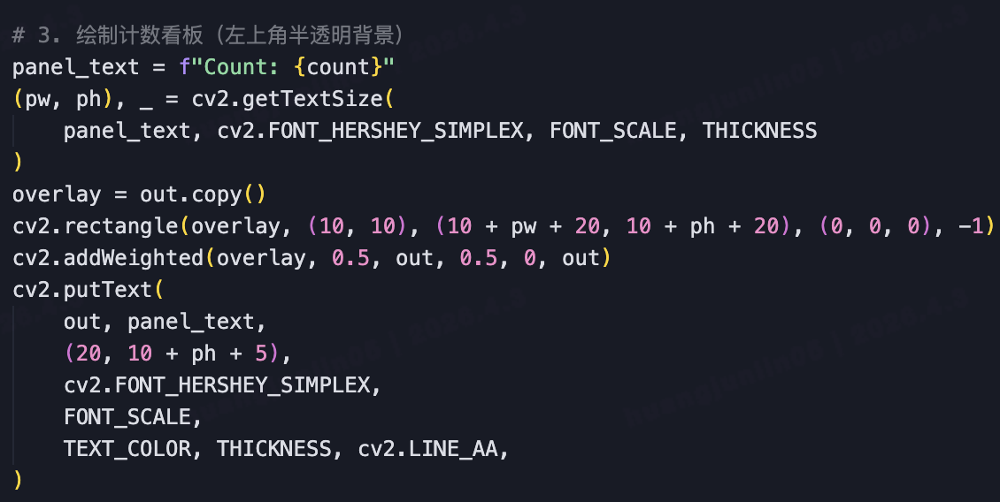 # 3. 绘制计数看板（左上角半透明背景）
panel_text = f"Count: {count}"
(pw, ph), _ = cv2.getTextSize(
    panel_text, cv2.FONT_HERSHEY_SIMPLEX, FONT_SCALE, THICKNESS
)
overlay = out.copy()
cv2.rectangle(overlay, (10, 10), (10 + pw + 20, 10 + ph + 20), (0, 0, 0), -1)
cv2.addWeighted(overlay, 0.5, out, 0.5, 0, out)
cv2.putText(
    out, panel_text,
    (20, 10 + ph + 5),
    cv2.FONT_HERSHEY_SIMPLEX,
    FONT_SCALE,
    TEXT_COLOR, THICKNESS, cv2.LINE_AA,
)